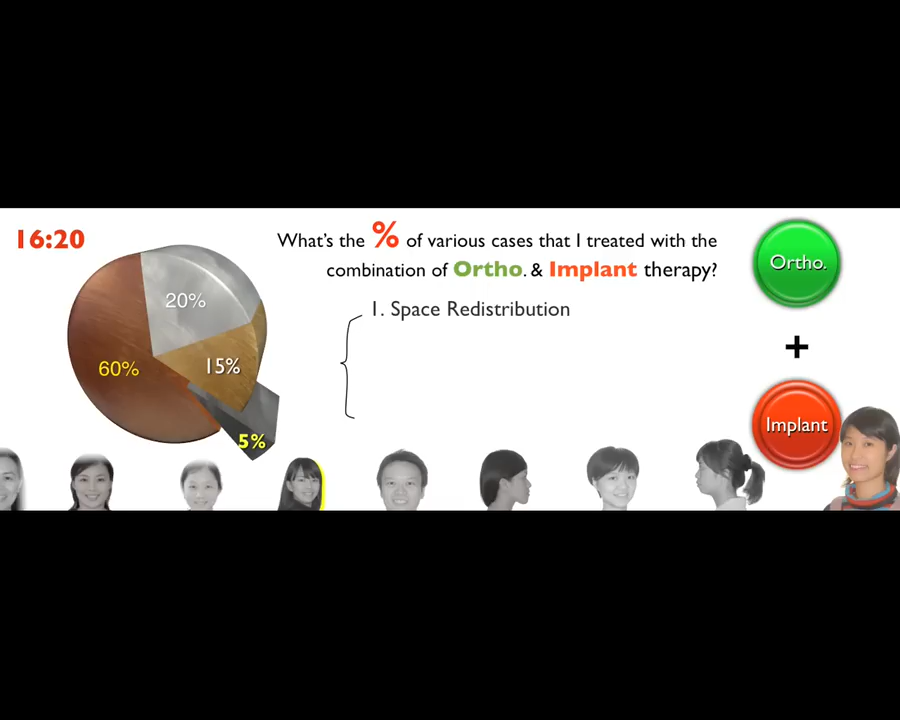 16:20
What's the % of various cases that I treated with the
combination of Ortho. & Implant therapy?
1. Space Redistribution
20%
15%
60%
5%
Ortho.
+
Implant